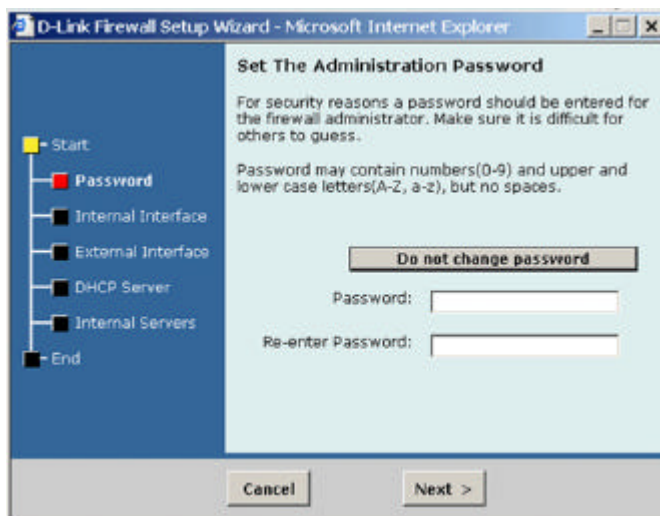 D-Link Firewall Setup Wizard - Microsoft Internet Explorer
Start
Password
Internal Interface
External Interface
DHCP Server
Internal Servers
End
Set The Administration Password
For security reasons a password should be entered for
the firewall administrator. Make sure it is difficult for
others to guess.
Password may contain numbers(0-9) and upper and
lower case letters(A-Z, a-z), but no spaces.
Do not change password
Password:
Re-enter Password:
Cancel
Next >